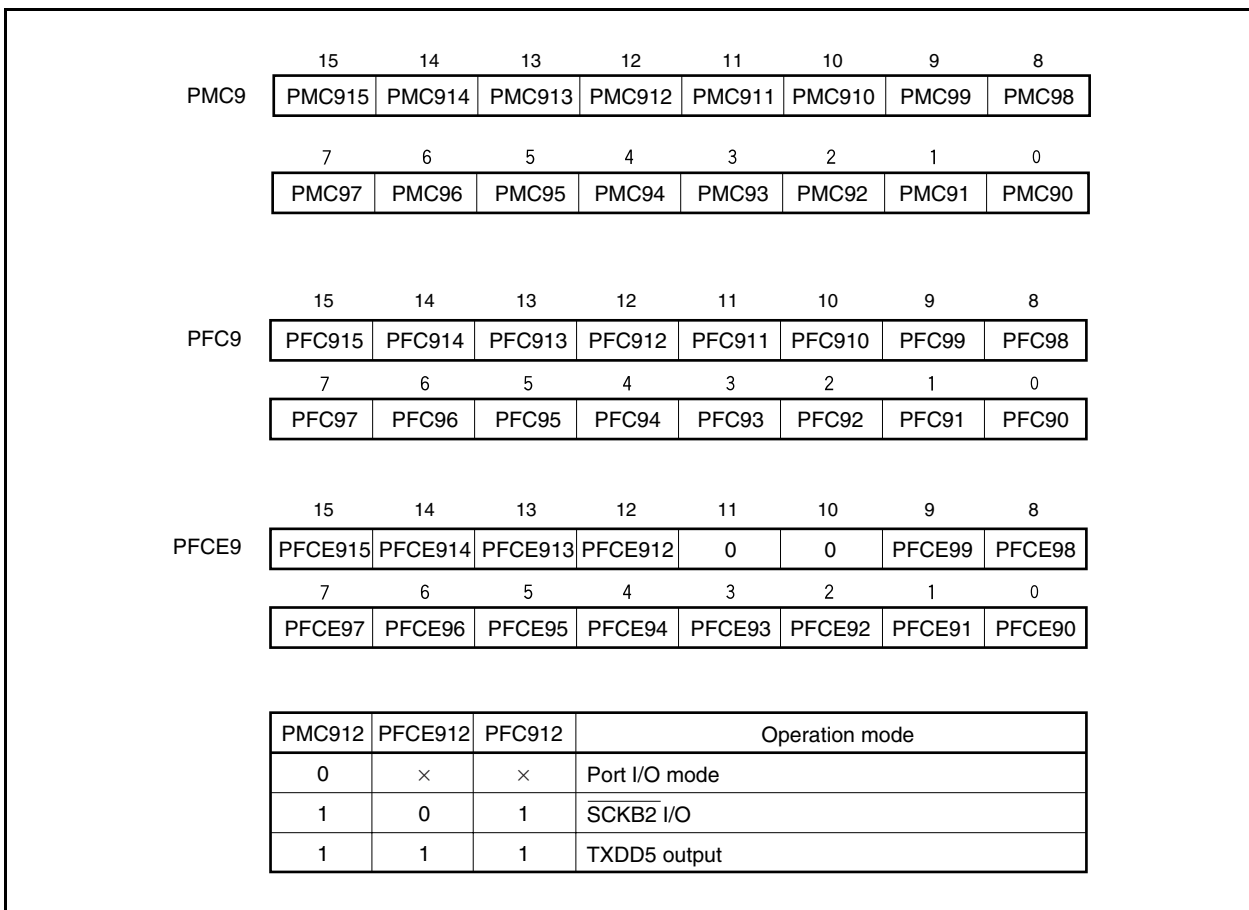 15 14 13 12 11 10 9 8
PMC9 PMC915 PMC914 PMC913 PMC912 PMC911 PMC910 PMC99 PMC98
7 6 5 4 3 2 1 0
PMC97 PMC96 PMC95 PMC94 PMC93 PMC92 PMC91 PMC90
15 14 13 12 11 10 9 8
PFC9 PFC915 PFC914 PFC913 PFC912 PFC911 PFC910 PFC99 PFC98
7 6 5 4 3 2 1 0
PFC97 PFC96 PFC95 PFC94 PFC93 PFC92 PFC91 PFC90
15 14 13 12 11 10 9 8
PFCE9 PFCE915 PFCE914 PFCE913 PFCE912 0 0 PFCE99 PFCE98
7 6 5 4 3 2 1 0
PFCE97 PFCE96 PFCE95 PFCE94 PFCE93 PFCE92 PFCE91 PFCE90
PMC912 PFCE912 PFC912 Operation mode
0 × × Port I/O mode
1 0 1 S̅C̅K̅B̅2̅ I/O
1 1 1 TXDD5 output